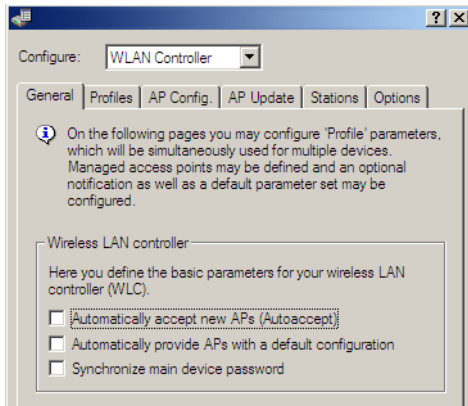 Configure: WLAN Controller
General Profiles AP Config. AP Update Stations Options
On the following pages you may configure 'Profile' parameters,
which will be simultaneously used for multiple devices.
Managed access points may be defined and an optional
notification as well as a default parameter set may be
configured.
Wireless LAN controller
Here you define the basic parameters for your wireless LAN
controller (WLC).
Automatically accept new APs (Autoaccept)
Automatically provide APs with a default configuration
Synchronize main device password